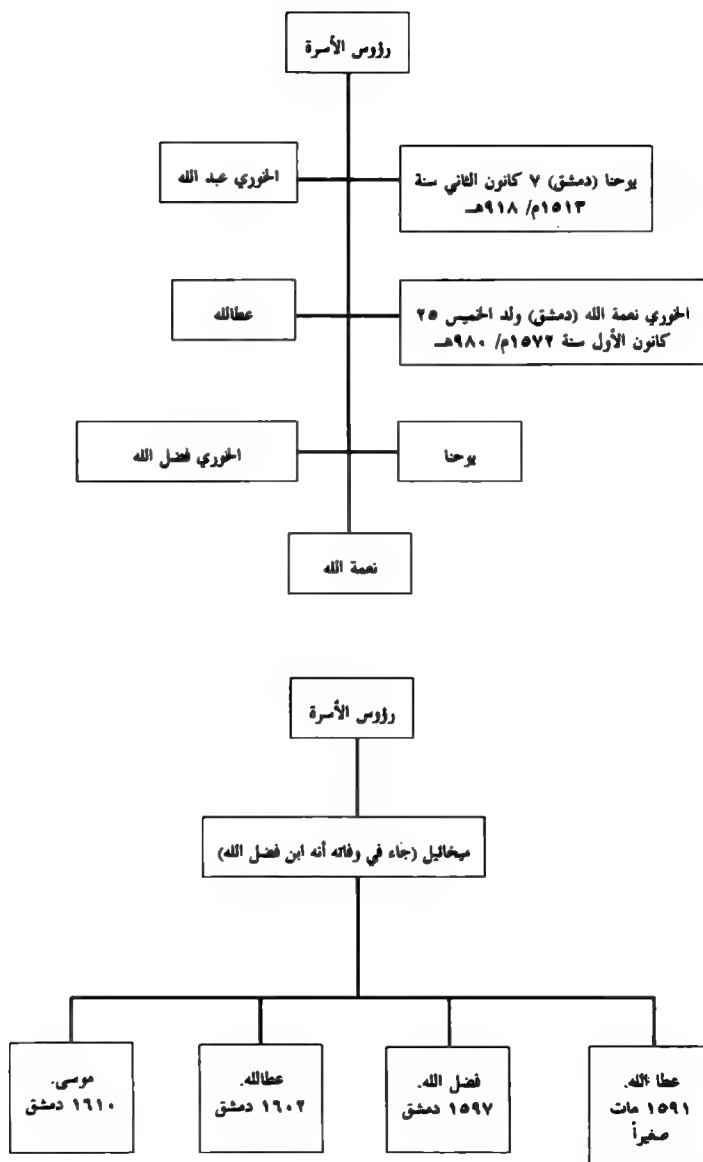 رؤوس الأسرة
يوحنا (دمشق) ٧ كانون الثاني سنة
١٥١٣م/ ٩١٨هـ
الخوري عبد الله
الخوري نعمة الله (دمشق) ولد الخميس ٢٥
كانون الأول سنة ١٥٧٢م/ ٩٨٠هـ
عطالله
يوحنا
الخوري فضل الله
نعمة الله
رؤوس الأسرة
ميخائيل (جاء في وفاته أنه ابن فضل الله)
عطا الله.
١٥٩١ مات
صغيراً
فضل الله.
١٥٩٧ دمشق
عطالله.
١٦٠٢ دمشق
موسى.
١٦١٠ دمشق